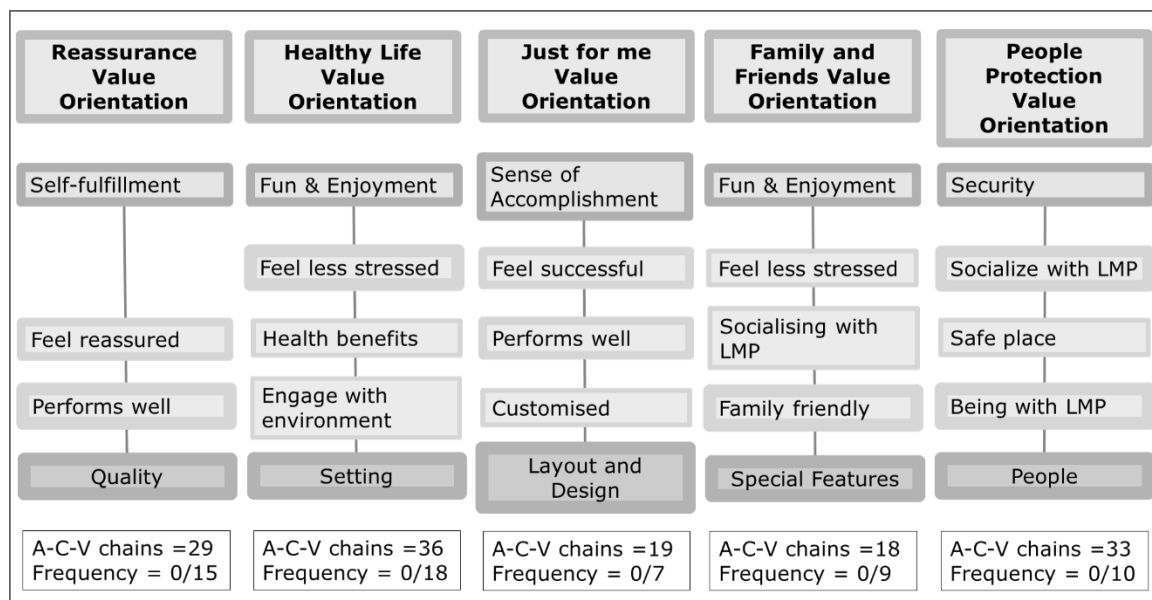 Reassurance
Value
Orientation
Self-fulfillment
Feel reassured
Performs well
Quality
A-C-V chains =29
Frequency = 0/15
Healthy Life
Value
Orientation
Fun & Enjoyment
Feel less stressed
Health benefits
Engage with
environment
Setting
A-C-V chains =36
Frequency = 0/18
Just for me
Value
Orientation
Sense of
Accomplishment
Feel successful
Performs well
Customised
Layout and
Design
A-C-V chains =19
Frequency = 0/7
Family and
Friends Value
Orientation
Fun & Enjoyment
Feel less stressed
Socialising with
LMP
Family friendly
Special Features
A-C-V chains =18
Frequency = 0/9
People
Protection
Value
Orientation
Security
Socialize with LMP
Safe place
Being with LMP
People
A-C-V chains =33
Frequency = 0/10